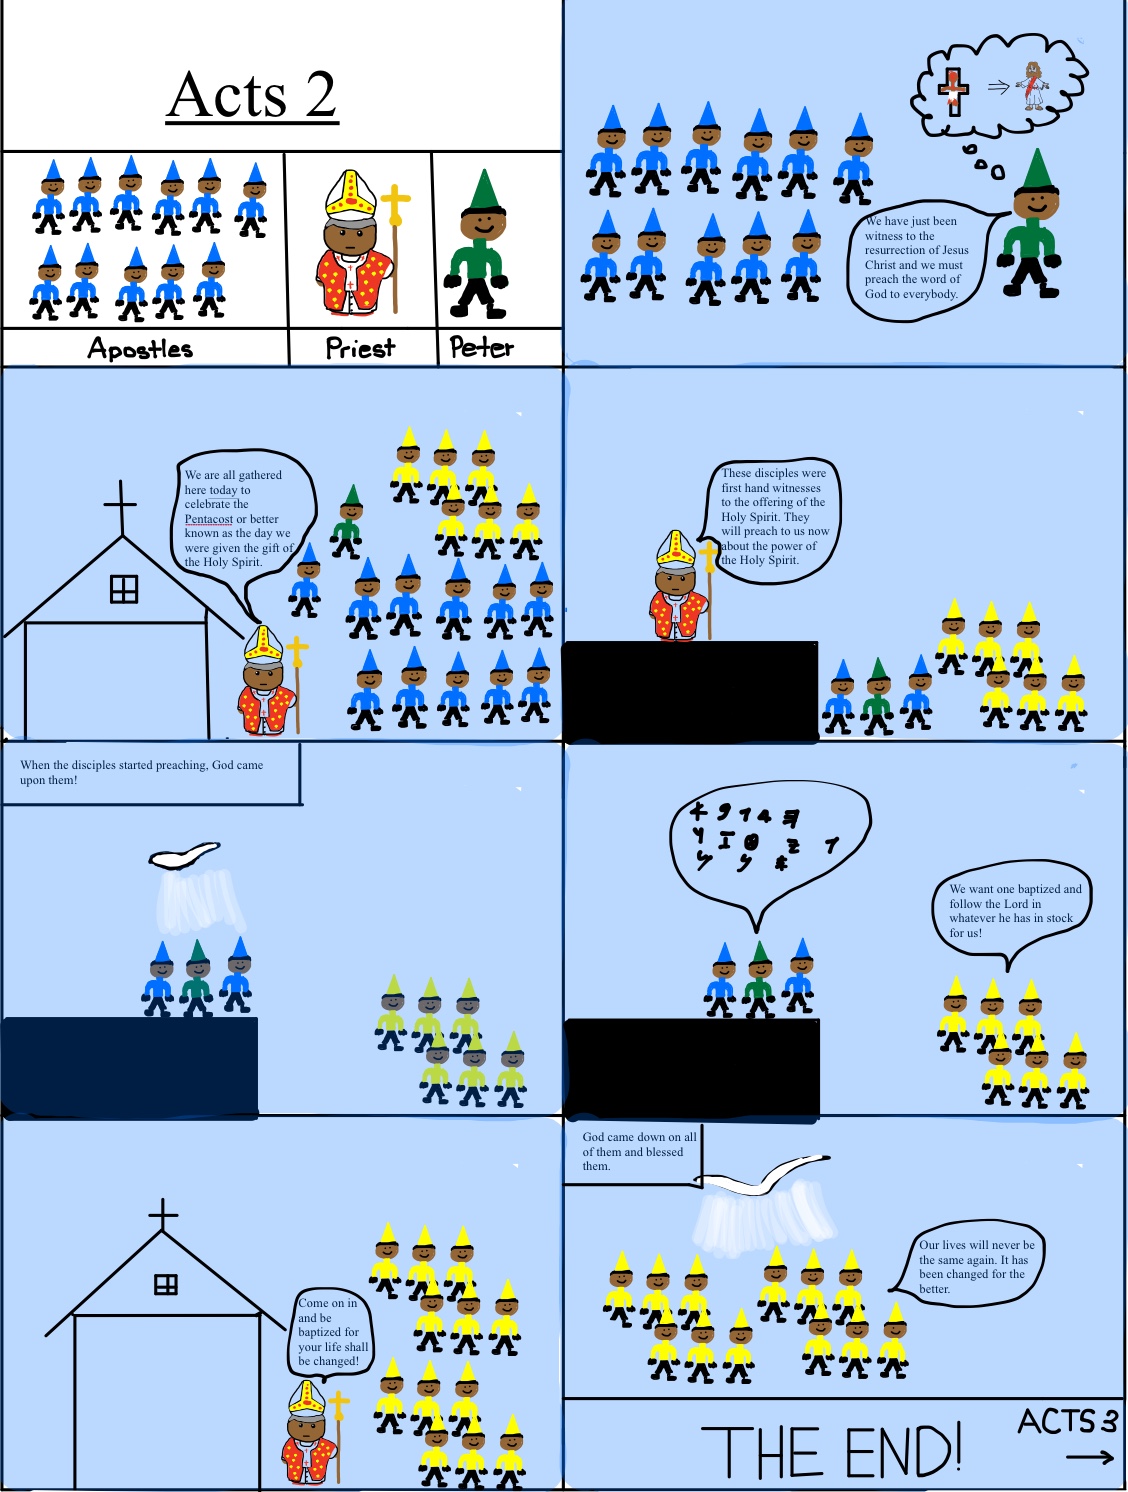 Acts 2
Apostles
Priest
Peter
We have just been
witness to the
resurrection of Jesus
Christ and we must
preach the word of
God to everybody.
We are all gathered
here today to
celebrate the
Pentacost or better
known as the day we
were given the gift of
the Holy Spirit.
These disciples were
first hand witnesses
to the offering of the
Holy Spirit. They
will preach to us now
about the power of
the Holy Spirit.
When the disciples started preaching, God came
upon them!
We want one baptized and
follow the Lord in
whatever he has in stock
for us!
Come on in
and be
baptized for
your life shall
be changed!
God came down on all
of them and blessed
them.
Our lives will never be
the same again. It has
been changed for the
better.
THE END!
ACTS 3